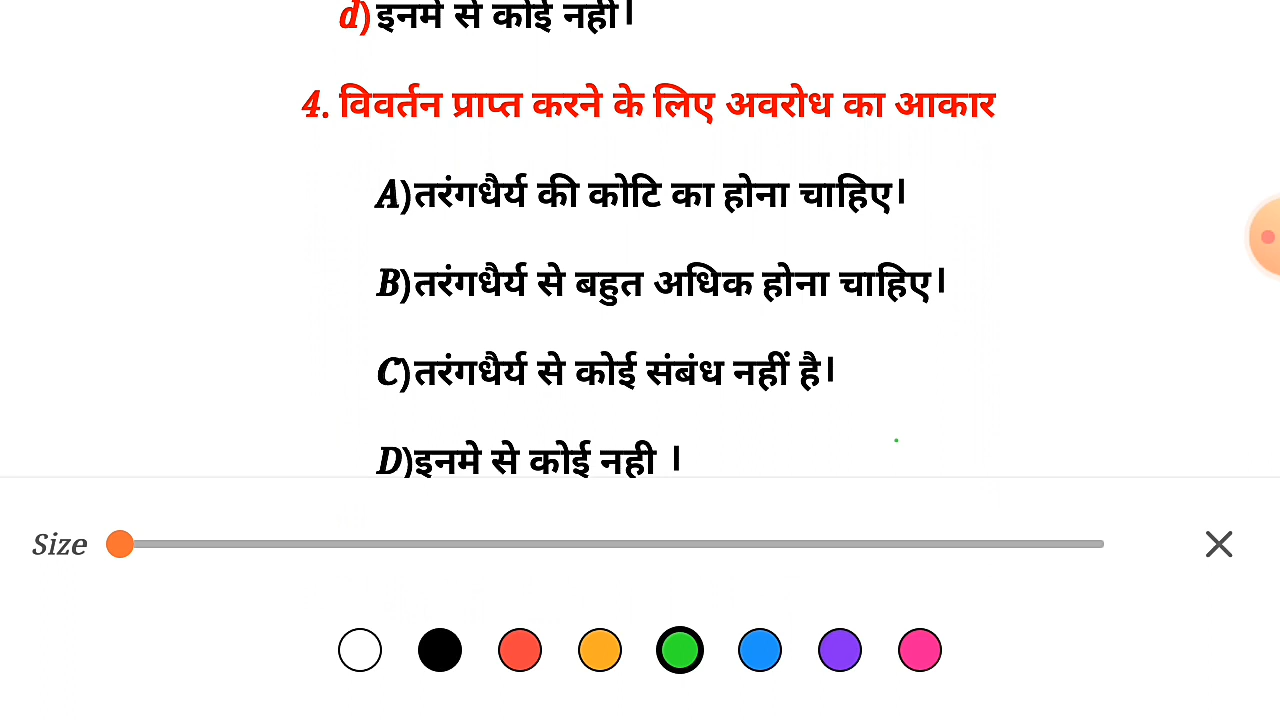 d)इनमे से कोई नही।
4. विवर्तन प्राप्त करने के लिए अवरोध का आकार
A)तरंगधैर्य की कोटि का होना चाहिए।
B)तरंगधैर्य से बहुत अधिक होना चाहिए।
C)तरंगधैर्य से कोई संबंध नहीं है।
D)इनमे से कोई नही ।
Size